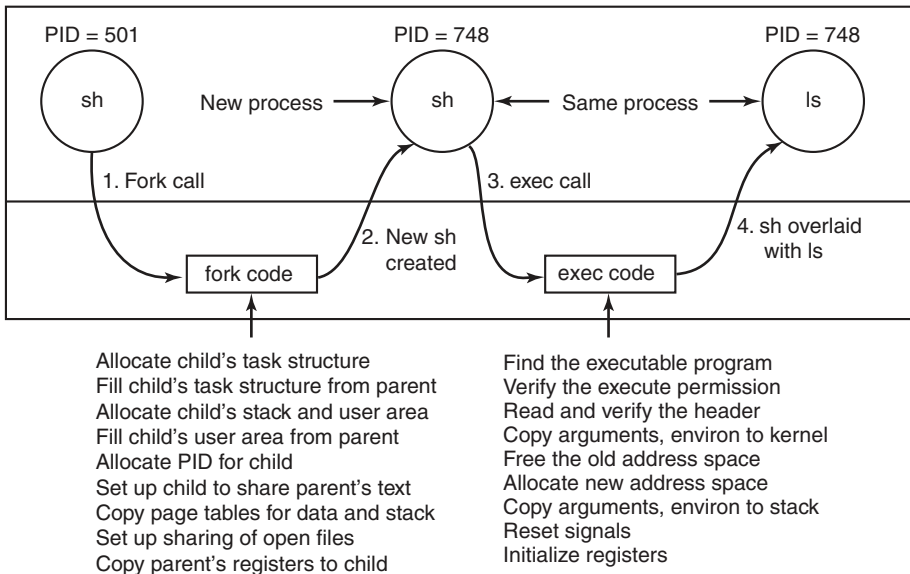 PID = 501
PID = 748
PID = 748
sh
New process
sh
Same process
ls
1. Fork call
3. exec call
2. New sh
created
4. sh overlaid
with ls
fork code
exec code
Allocate child’s task structure
Fill child’s task structure from parent
Allocate child’s stack and user area
Fill child’s user area from parent
Allocate PID for child
Set up child to share parent’s text
Copy page tables for data and stack
Set up sharing of open files
Copy parent’s registers to child
Find the executable program
Verify the execute permission
Read and verify the header
Copy arguments, environ to kernel
Free the old address space
Allocate new address space
Copy arguments, environ to stack
Reset signals
Initialize registers